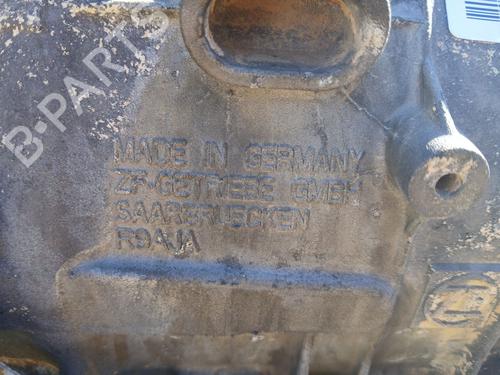 B-PARTS
MADE IN GERMANY
ZF-GETRIEBE GMBH
SAARBRUECKEN
R9AJA